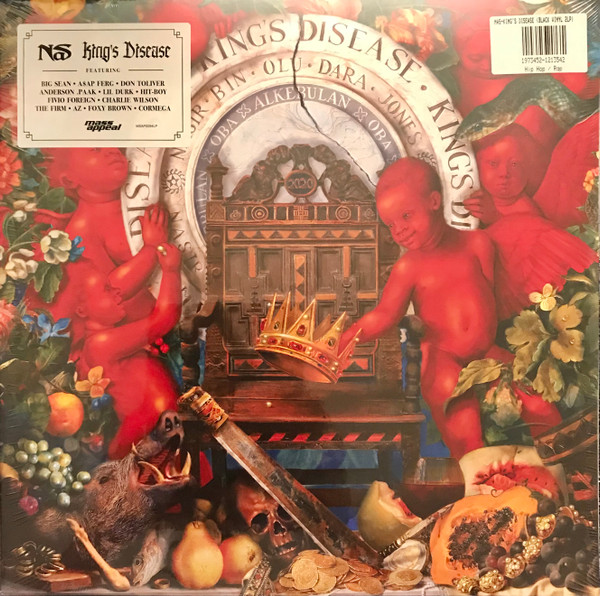 NAS King's Disease
FEATURING
BIG SEAN • A$AP FERG • DON TOLIVER
ANDERSON .PAAK • LIL DURK • HIT-BOY
FIVIO FOREIGN • CHARLIE WILSON
THE FIRM • AZ • FOXY BROWN • CORMEGA
mass appeal
NAS-KING'S DISEASE (BLACK VINYL 2LP)
1973452-1213542
Hip Hop / Rap
KING'S DISEASE • KING'S DI
DISEASE
BIN • OLU • DARA • JONES
OBA ALKEBULAN OBA